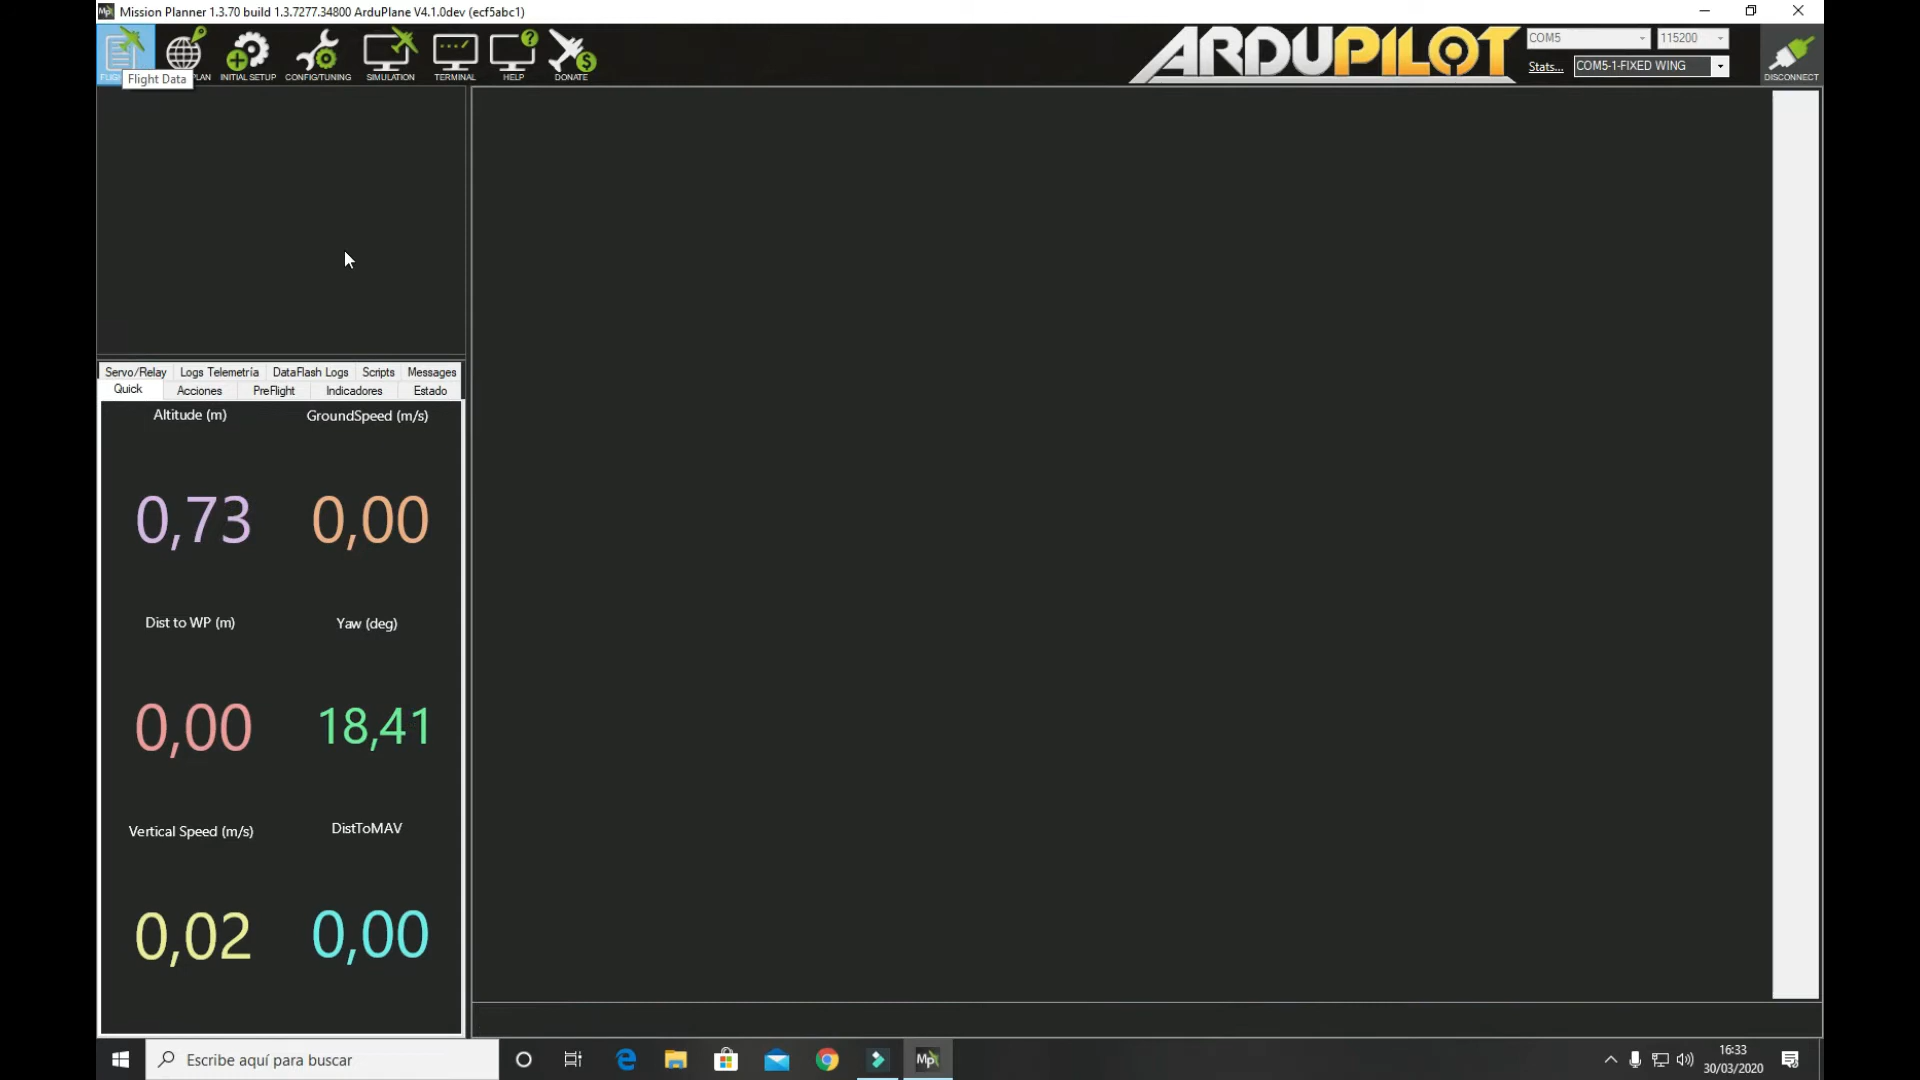 Mission Planner 1.3.70 build 1.3.7277.34800 ArduPlane V4.1.0dev (ecf5abc1)
INITIAL SETUP
CONFIG/TUNING
SIMULATION
TERMINAL
HELP
DONATE
Flight Data
ARDUPILOT
COM5
115200
Stats...
COM5-1-FIXED WING
DISCONNECT
Servo/Relay Logs Telemetría DataFlash Logs Scripts Messages
Quick Acciones PreFlight Indicadores Estado
Altitude (m) GroundSpeed (m/s)
0,73 0,00
Dist to WP (m) Yaw (deg)
0,00 18,41
Vertical Speed (m/s) DistToMAV
0,02 0,00
Escribe aquí para buscar
16:33
30/03/2020